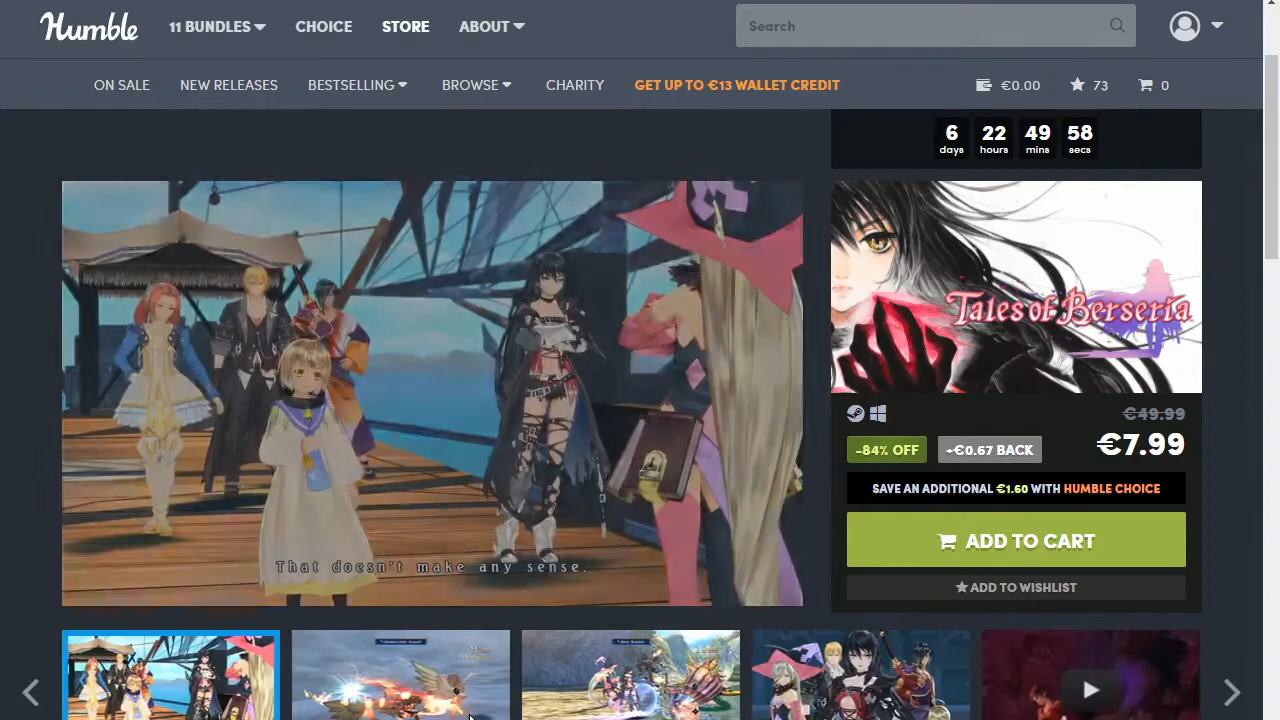 Humble
11 BUNDLES
CHOICE
STORE
ABOUT
Search
ON SALE
NEW RELEASES
BESTSELLING
BROWSE
CHARITY
GET UP TO €13 WALLET CREDIT
€0.00
73
0
6 22 49 58
days hours mins secs
Tales of Berseria
€49.99
-84% OFF
+€0.67 BACK
€7.99
SAVE AN ADDITIONAL €1.60 WITH HUMBLE CHOICE
ADD TO CART
ADD TO WISHLIST
That doesn't make any sense.